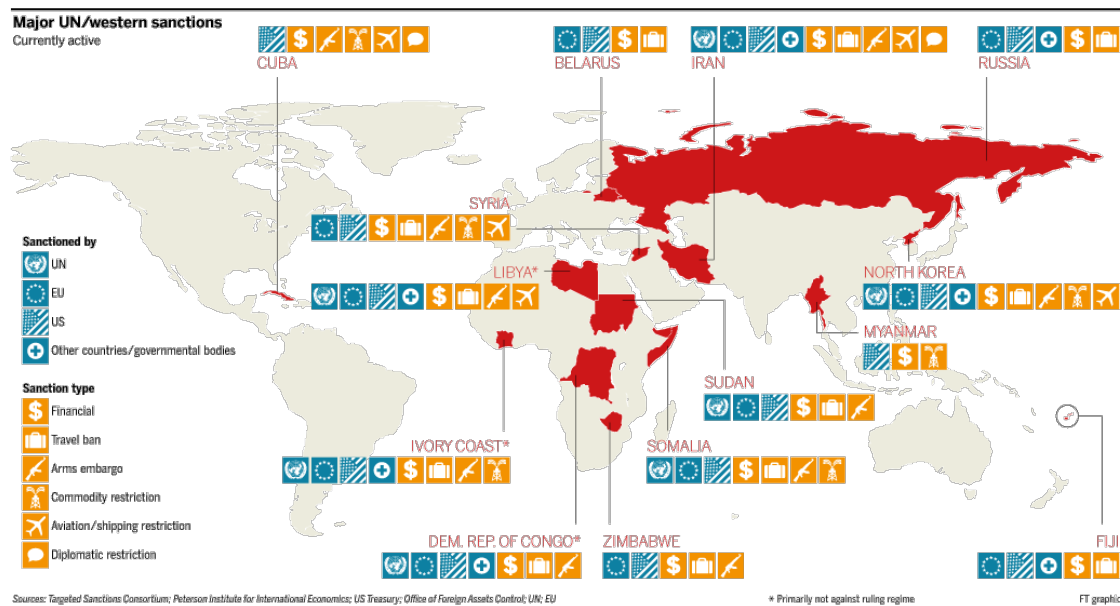 Major UN/western sanctions
Currently active
CUBA
BELARUS
IRAN
RUSSIA
SYRIA
LIBYA*
NORTH KOREA
MYANMAR
SUDAN
IVORY COAST*
SOMALIA
DEM. REP. OF CONGO*
ZIMBABWE
FIJI
Sanctioned by
UN
EU
US
Other countries/governmental bodies
Sanction type
$ Financial
Travel ban
Arms embargo
Commodity restriction
Aviation/shipping restriction
Diplomatic restriction
Sources: Targeted Sanctions Consortium; Peterson Institute for International Economics; US Treasury; Office of Foreign Assets Control; UN; EU
* Primarily not against ruling regime
FT graphic